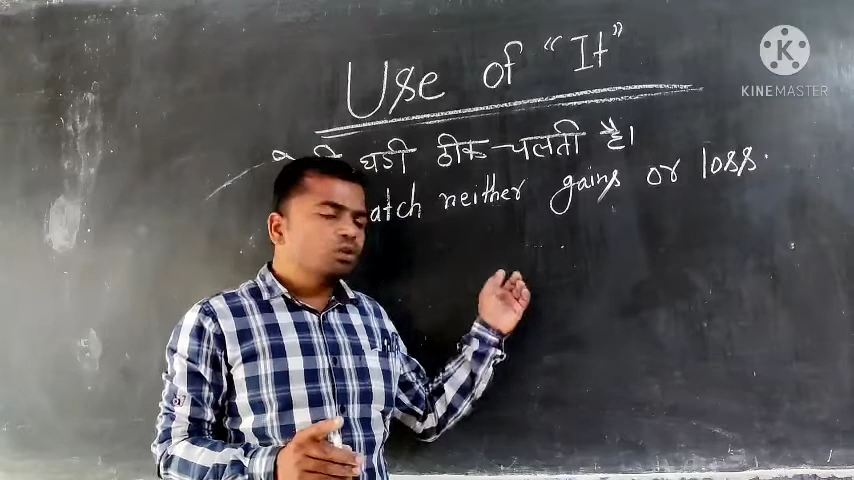 Use of "It"
घडी ठीक चलती है।
atch neither gains or loss.
KINEMASTER